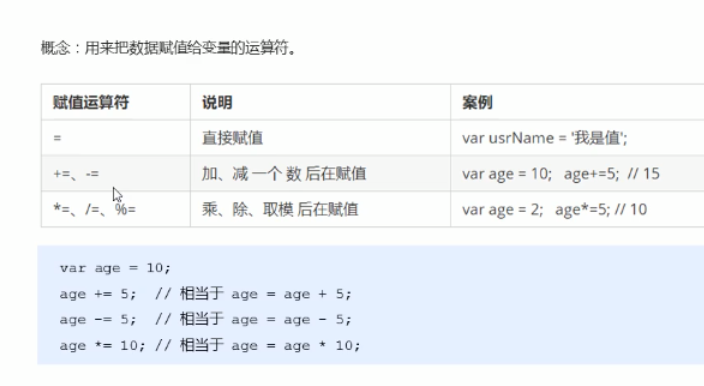 概念：用来把数据赋值给变量的运算符。
赋值运算符 说明 案例
= 直接赋值 var usrName = '我是值';
+=、-= 加、减 一个 数 后在赋值 var age = 10; age+=5; // 15
*=、/=、%= 乘、除、取模 后在赋值 var age = 2; age*=5; // 10
var age = 10;
age += 5; // 相当于 age = age + 5;
age -= 5; // 相当于 age = age - 5;
age *= 10; // 相当于 age = age * 10;